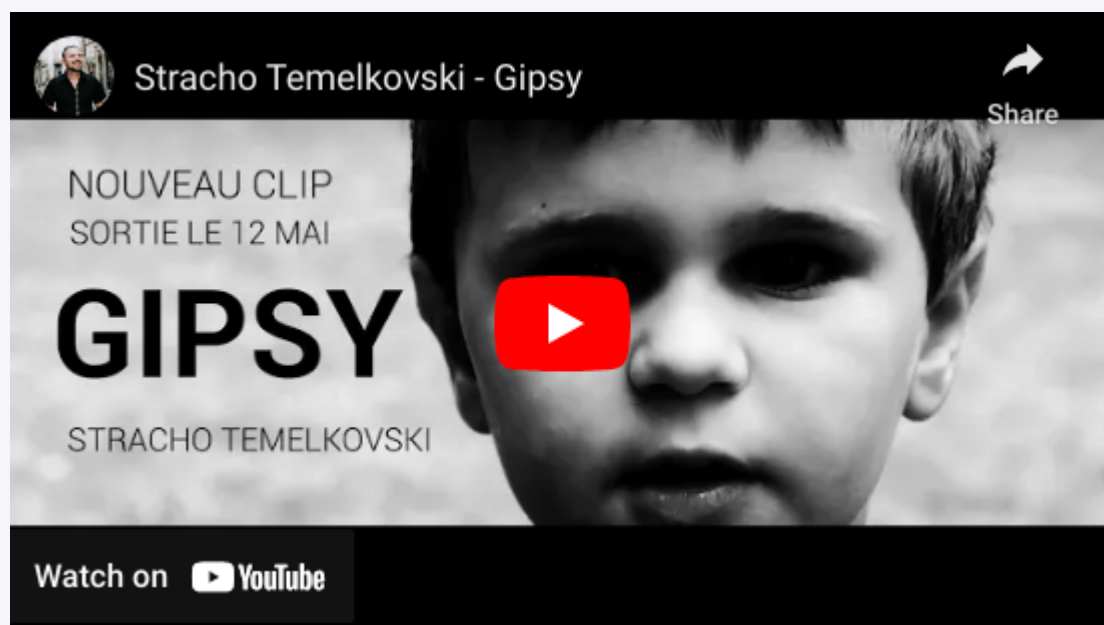 Stracho Temelkovski - Gipsy
Share
NOUVEAU CLIP
SORTIE LE 12 MAI
GIPSY
STRACHO TEMELKOVSKI
Watch on YouTube